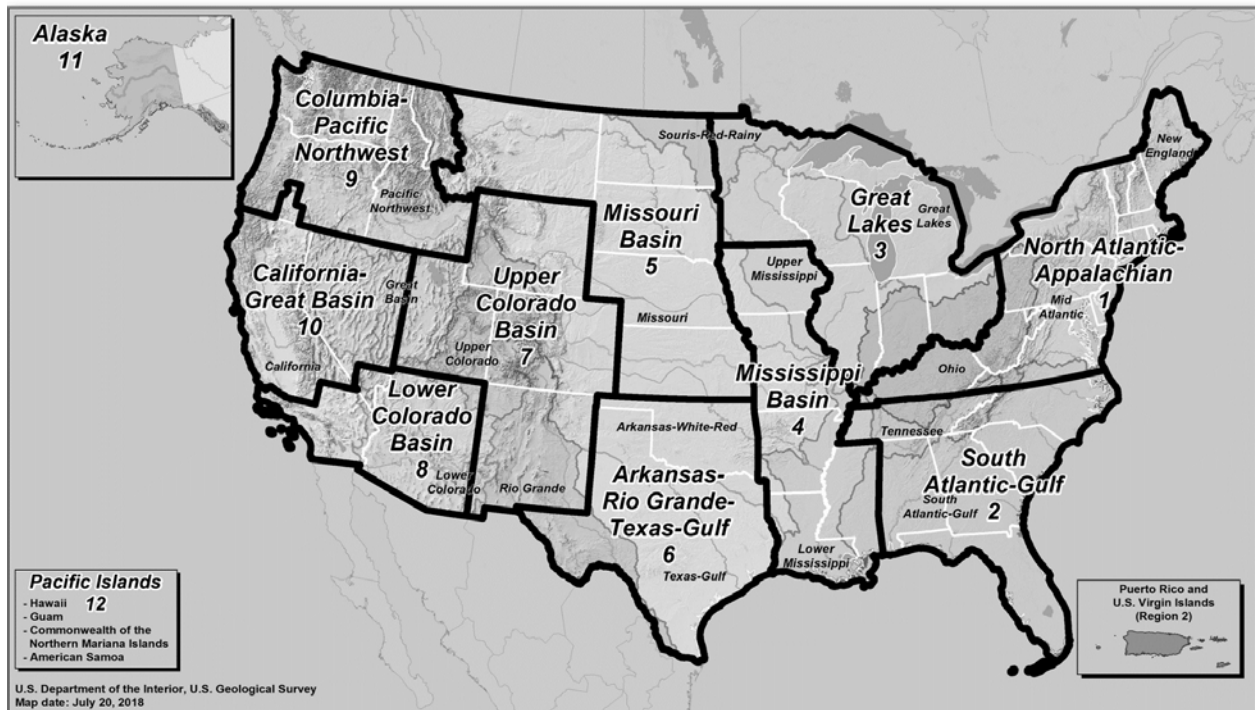 Alaska
11
Columbia-
Pacific
Northwest
9
Pacific
Northwest
Souris-Red-Rainy
New
England
Missouri
Basin
5
Great
Lakes
3
Great
Lakes
North Atlantic-
Appalachian
1
Mid
Atlantic
California-
Great Basin
10
Great
Basin
California
Upper
Colorado
Basin
7
Upper
Colorado
Missouri
Upper
Mississippi
Ohio
Lower
Colorado
Basin
8
Lower
Colorado
Rio Grande
Mississippi
Basin
4
Arkansas-White-Red
Arkansas-
Rio Grande-
Texas-Gulf
6
Texas-Gulf
Lower
Mississippi
Tennessee
South
Atlantic-Gulf
2
South
Atlantic-Gulf
Pacific Islands
12
- Hawaii
- Guam
- Commonwealth of the
Northern Mariana Islands
- American Samoa
Puerto Rico and
U.S. Virgin Islands
(Region 2)
U.S. Department of the Interior, U.S. Geological Survey
Map date: July 20, 2018